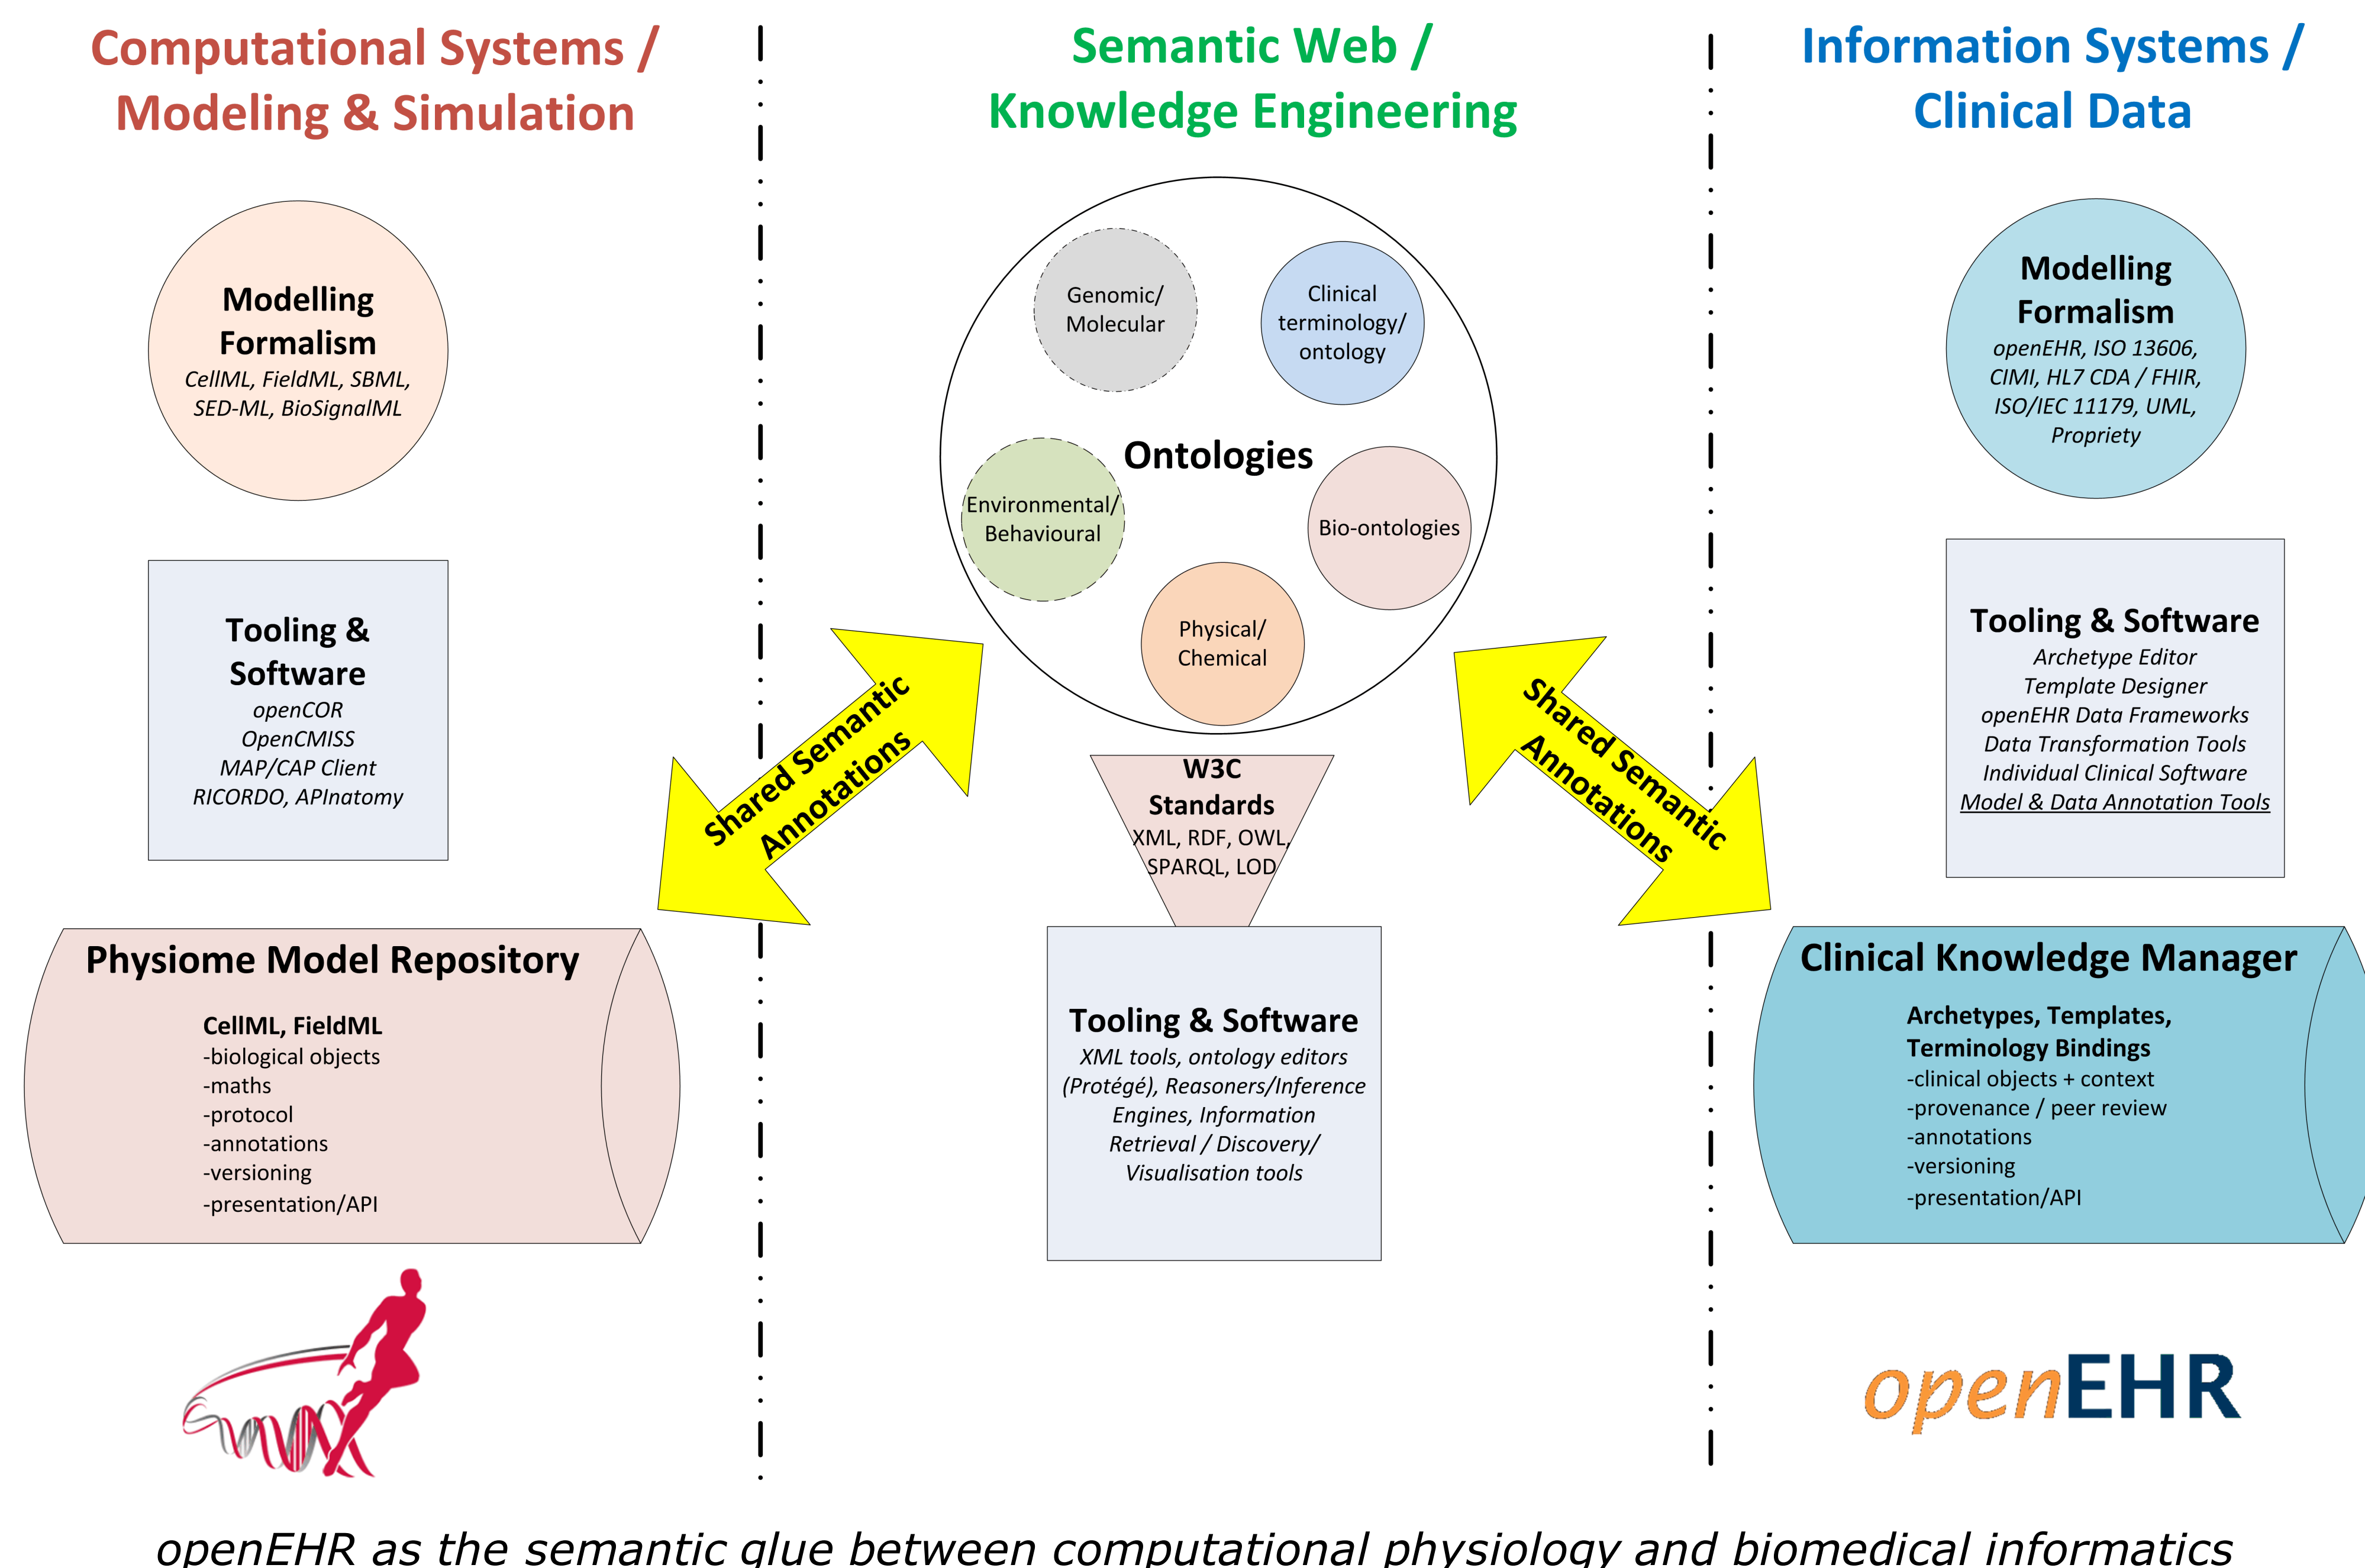 Computational Systems /
Modeling & Simulation
Modelling
Formalism
CellML, FieldML, SBML,
SED-ML, BioSignalML
Tooling &
Software
openCOR
OpenCMISS
MAP/CAP Client
RICORDO, APInatomy
Physiome Model Repository
CellML, FieldML
-biological objects
-maths
-protocol
-annotations
-versioning
-presentation/API
Shared Semantic
Annotations
Semantic Web /
Knowledge Engineering
Genomic/
Molecular
Clinical
terminology/
ontology
Ontologies
Environmental/
Behavioural
Bio-ontologies
Physical/
Chemical
W3C
Standards
XML, RDF, OWL,
SPARQL, LOD
Tooling & Software
XML tools, ontology editors
(Protégé), Reasoners/Inference
Engines, Information
Retrieval / Discovery/
Visualisation tools
Shared Semantic
Annotations
Information Systems /
Clinical Data
Modelling
Formalism
openEHR, ISO 13606,
CIMI, HL7 CDA / FHIR,
ISO/IEC 11179, UML,
Propriety
Tooling & Software
Archetype Editor
Template Designer
openEHR Data Frameworks
Data Transformation Tools
Individual Clinical Software
Model & Data Annotation Tools
Clinical Knowledge Manager
Archetypes, Templates,
Terminology Bindings
-clinical objects + context
-provenance / peer review
-annotations
-versioning
-presentation/API
openEHR
openEHR as the semantic glue between computational physiology and biomedical informatics